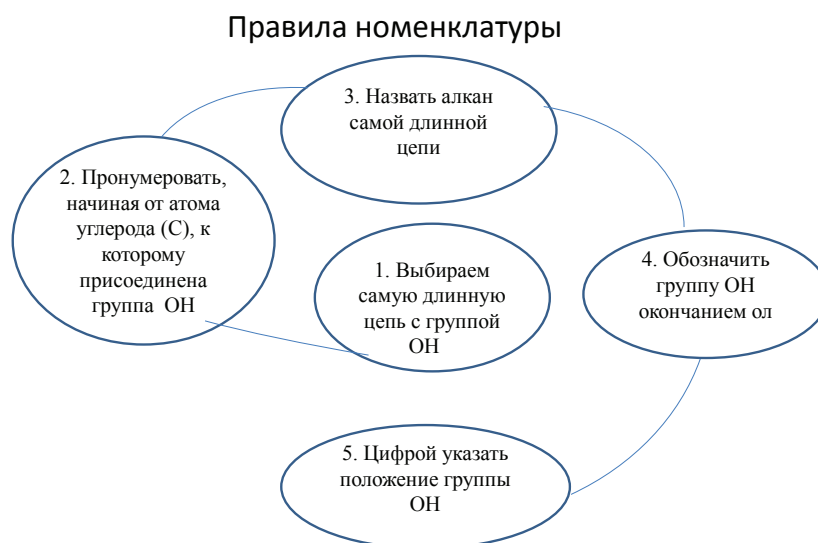 Правила номенклатуры
3. Назвать алкан
самой длинной
цепи
2. Пронумеровать,
начиная от атома
углерода (С), к
которому
присоединена
группа ОН
1. Выбираем
самую длинную
цепь с группой
ОН
4. Обозначить
группу ОН
окончанием ол
5. Цифрой указать
положение группы
ОН